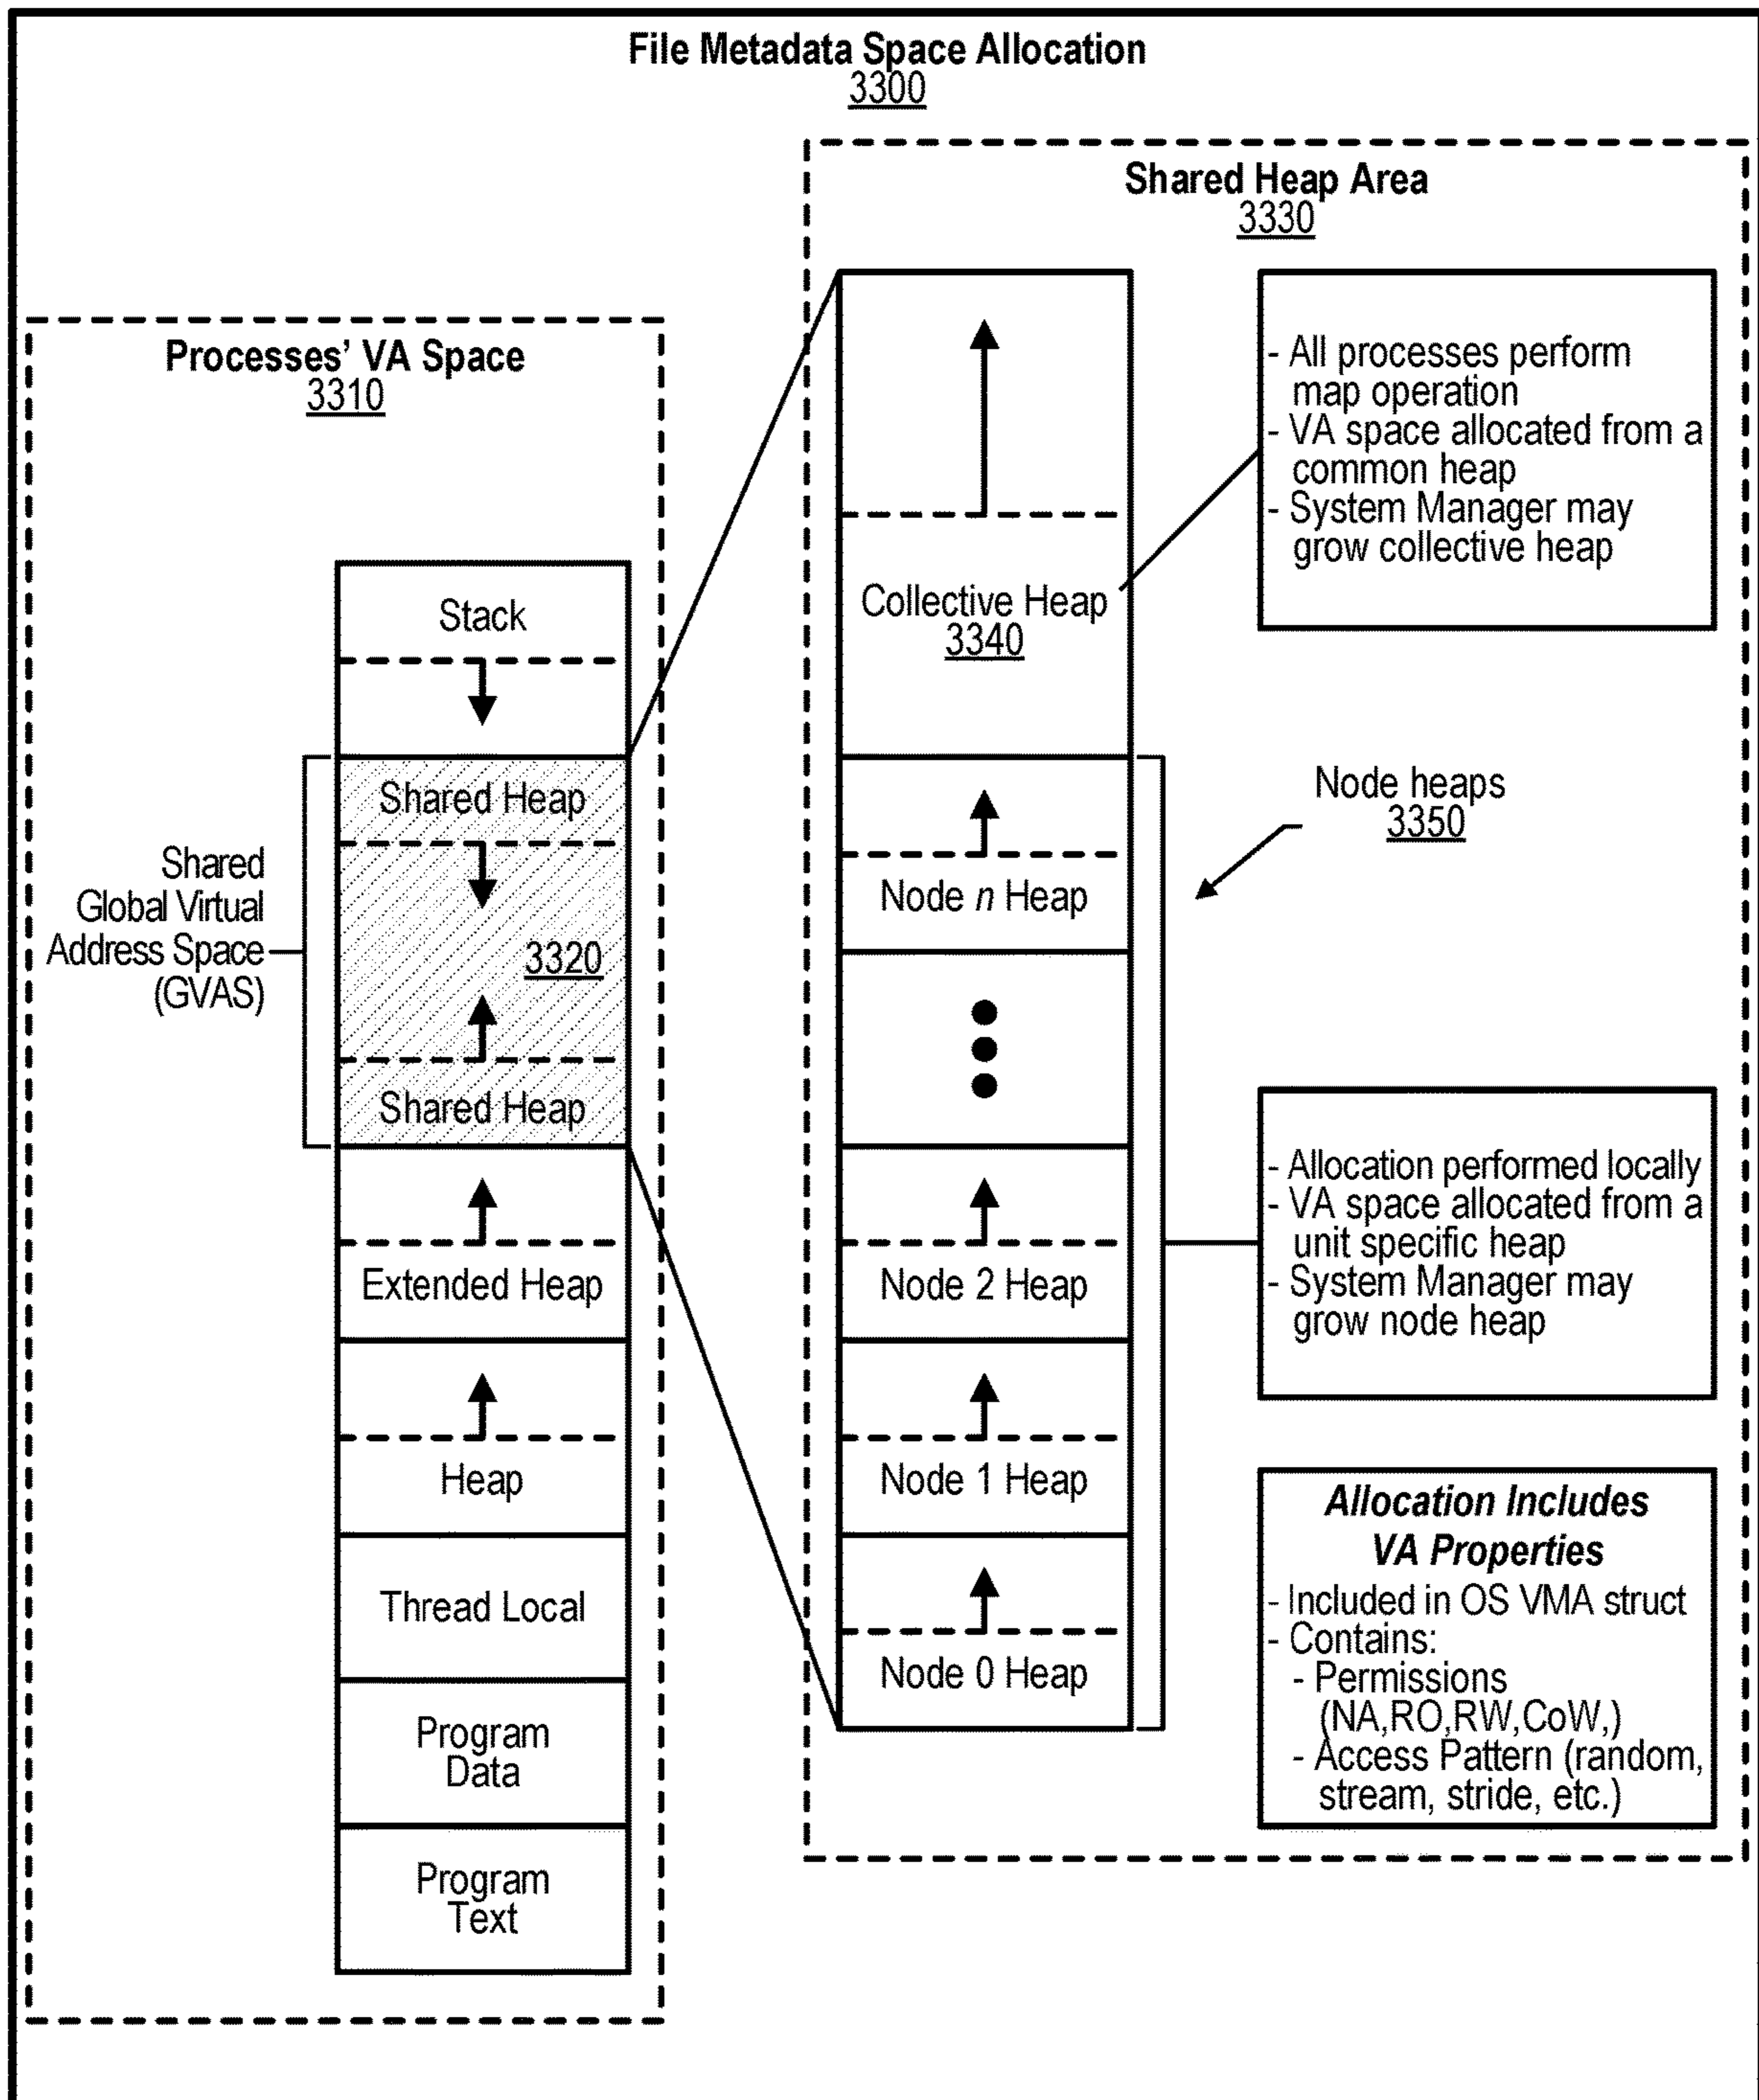 File Metadata Space Allocation
3300
Processes' VA Space
3310
Stack
Shared Heap
3320
Shared Heap
Shared
Global Virtual
Address Space
(GVAS)
Extended Heap
Heap
Thread Local
Program
Data
Program
Text
Shared Heap Area
3330
Collective Heap
3340
Node n Heap
Node 2 Heap
Node 1 Heap
Node 0 Heap
- All processes perform
map operation
- VA space allocated from a
common heap
- System Manager may
grow collective heap
Node heaps
3350
- Allocation performed locally
- VA space allocated from a
unit specific heap
- System Manager may
grow node heap
Allocation Includes
VA Properties
- Included in OS VMA struct
- Contains:
- Permissions
(NA,RO,RW,CoW,)
- Access Pattern (random,
stream, stride, etc.)